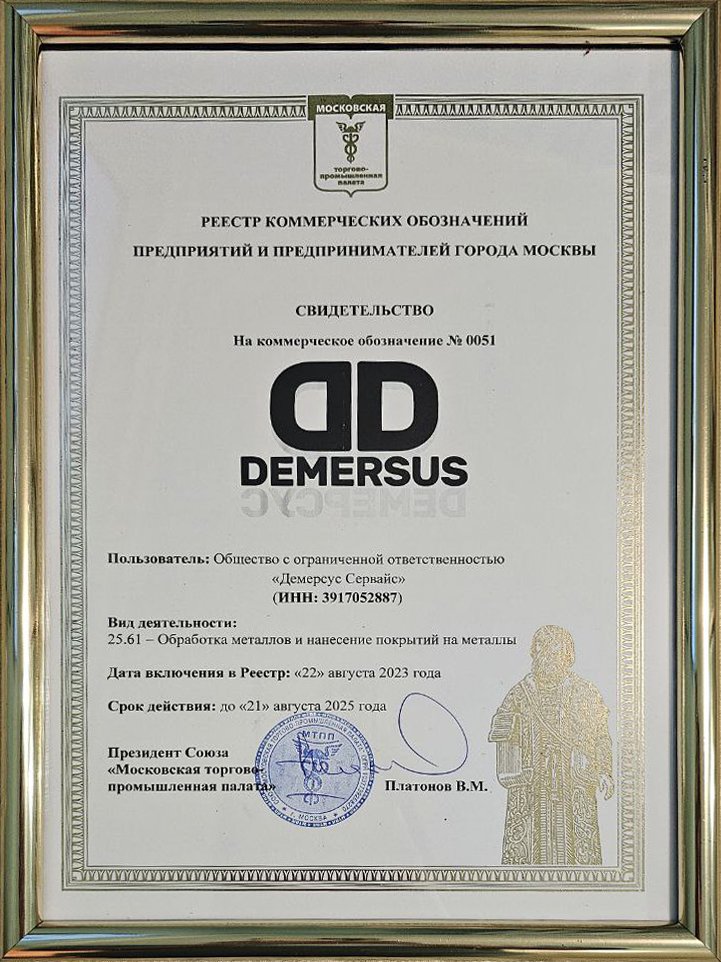 МОСКОВСКАЯ
торгово-
промышленная
палата
РЕЕСТР КОММЕРЧЕСКИХ ОБОЗНАЧЕНИЙ
ПРЕДПРИЯТИЙ И ПРЕДПРИНИМАТЕЛЕЙ ГОРОДА МОСКВЫ
СВИДЕТЕЛЬСТВО
На коммерческое обозначение № 0051
DEMERSUS
ДЕМЕРСУС
Пользователь: Общество с ограниченной ответственностью
«Демерсус Сервайс»
(ИНН: 3917052887)
Вид деятельности:
25.61 – Обработка металлов и нанесение покрытий на металлы
Дата включения в Реестр: «22» августа 2023 года
Срок действия: до «21» августа 2025 года
Президент Союза
«Московская торгово-
промышленная палата»
Платонов В.М.
МТПП
МОСКВА